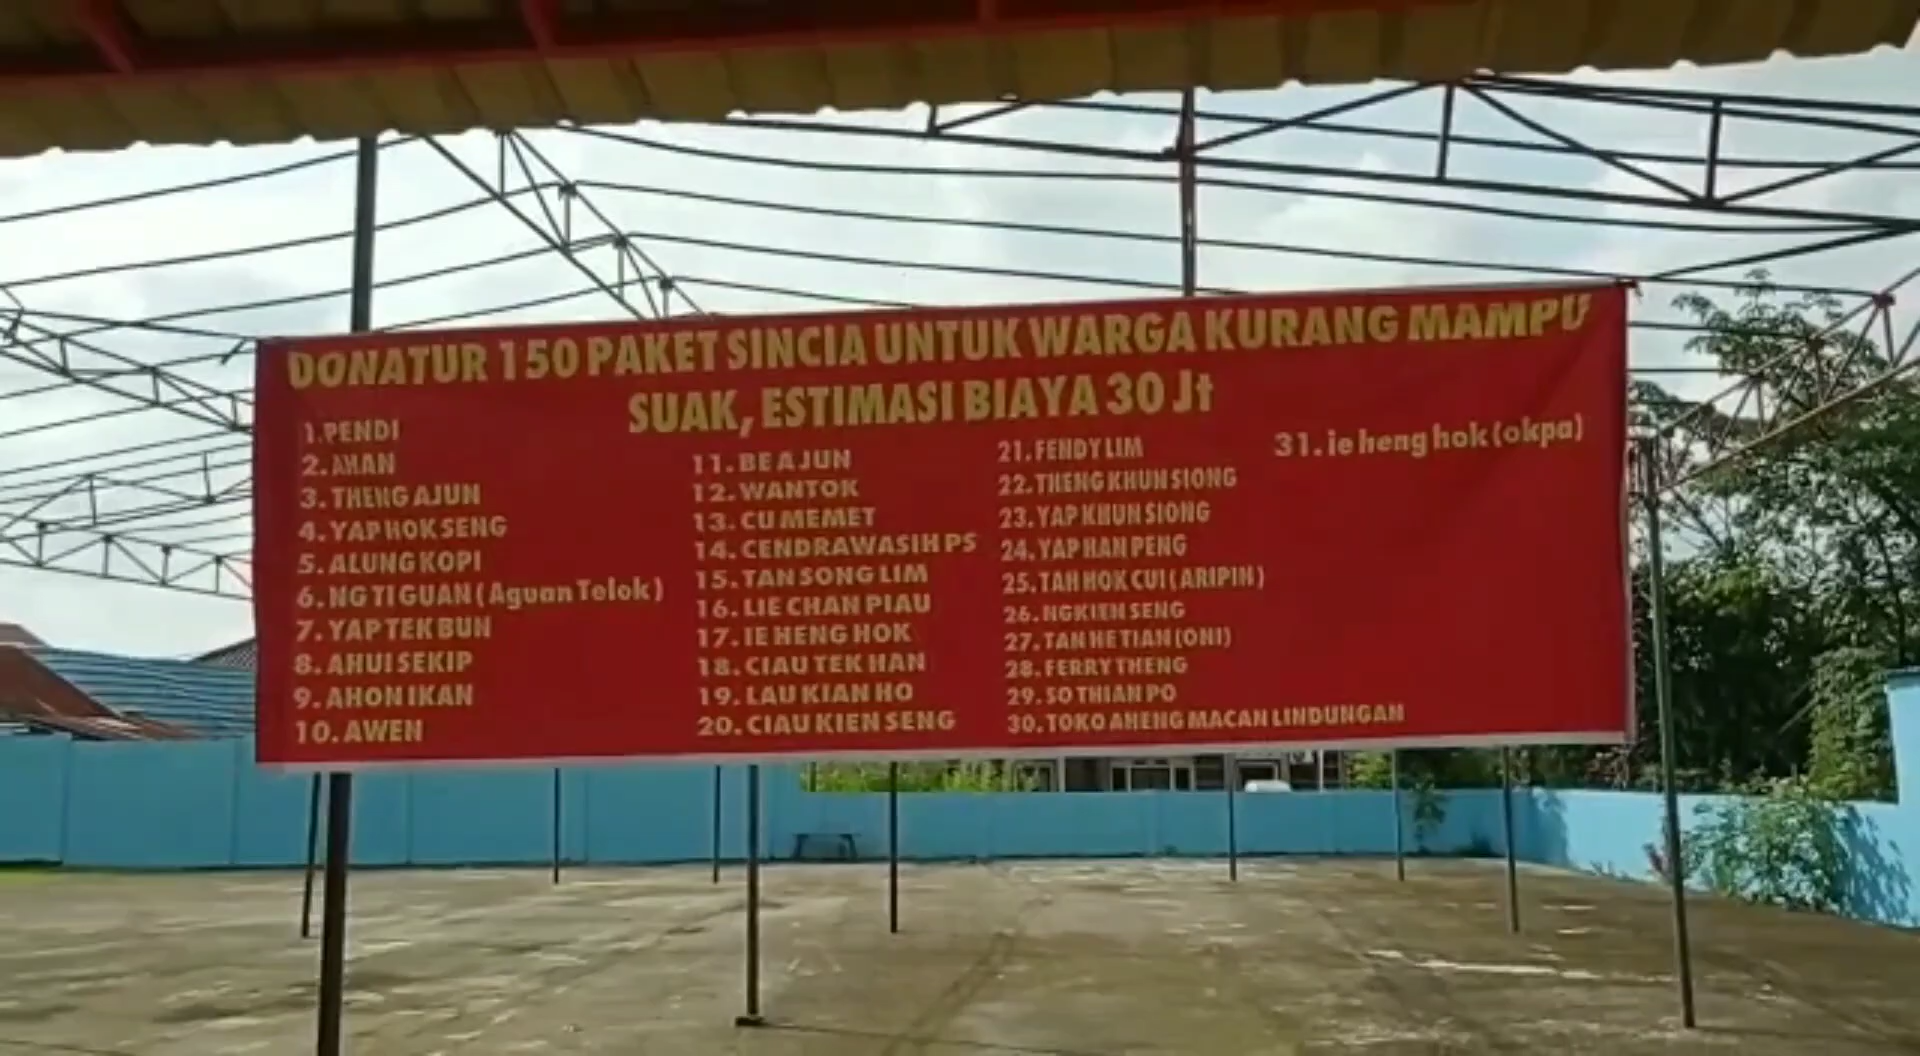 DONATUR 150 PAKET SINCIA UNTUK WARGA KURANG MAMPU
SUAK, ESTIMASI BIAYA 30 Jt
1.PENDI
2. AHAN
3. THENG AJUN
4. YAP HOK SENG
5. ALUNG KOPI
6. NG TI GUAN ( Aguan Telok )
7. YAP TEK BUN
8. AHUI SEKIP
9. AHON IKAN
10. AWEN
11. BE A JUN
12. WANTOK
13. CU MEMET
14. CENDRAWASIH PS
15. TAN SONG LIM
16. LIE CHAN PIAU
17. IE HENG HOK
18. CIAU TEK HAN
19. LAU KIAN HO
20. CIAU KIEN SENG
21. FENDY LIM
22. THENG KHUN SIONG
23. YAP KHUN SIONG
24. YAP HAN PENG
25. TAH HOK CUI ( ARIPIN )
26. NGKIEN SENG
27. TAN HE TIAN (ONI)
28. FERRY THENG
29. SO THIAN PO
30. TOKO AHENG MACAN LINDUNGAN
31. ie heng hok (okpa)